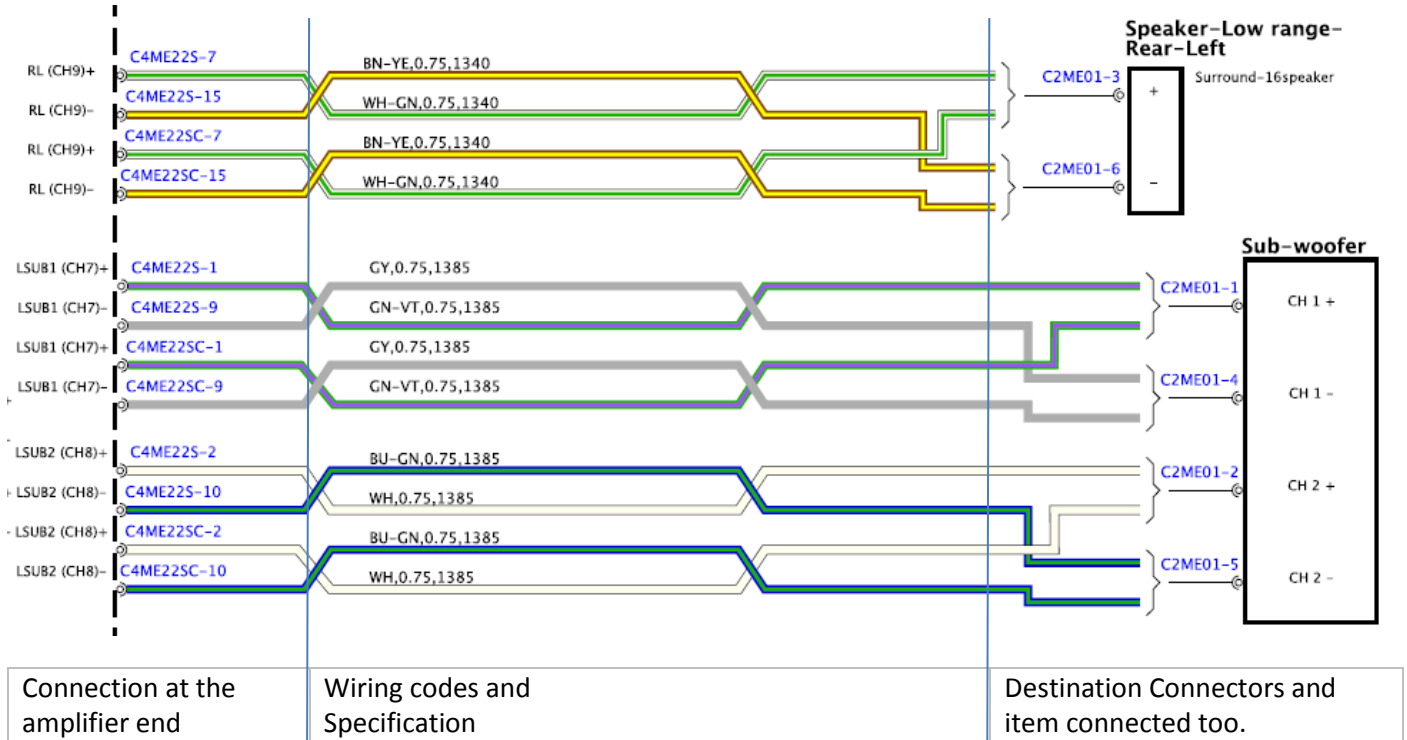 Speaker-Low range-
Rear-Left
Surround-16speaker
RL (CH9)+
C4ME22S-7
BN-YE,0.75,1340
C2ME01-3
+
RL (CH9)-
C4ME22S-15
WH-GN,0.75,1340
RL (CH9)+
C4ME22SC-7
BN-YE,0.75,1340
RL (CH9)-
C4ME22SC-15
WH-GN,0.75,1340
C2ME01-6
-
Sub-woofer
LSUB1 (CH7)+
C4ME22S-1
GY,0.75,1385
C2ME01-1
CH 1 +
LSUB1 (CH7)-
C4ME22S-9
GN-VT,0.75,1385
LSUB1 (CH7)+
C4ME22SC-1
GY,0.75,1385
LSUB1 (CH7)-
C4ME22SC-9
GN-VT,0.75,1385
C2ME01-4
CH 1 -
LSUB2 (CH8)+
C4ME22S-2
BU-GN,0.75,1385
C2ME01-2
CH 2 +
LSUB2 (CH8)-
C4ME22S-10
WH,0.75,1385
LSUB2 (CH8)+
C4ME22SC-2
BU-GN,0.75,1385
LSUB2 (CH8)-
C4ME22SC-10
WH,0.75,1385
C2ME01-5
CH 2 -
Connection at the
amplifier end
Wiring codes and
Specification
Destination Connectors and
item connected too.